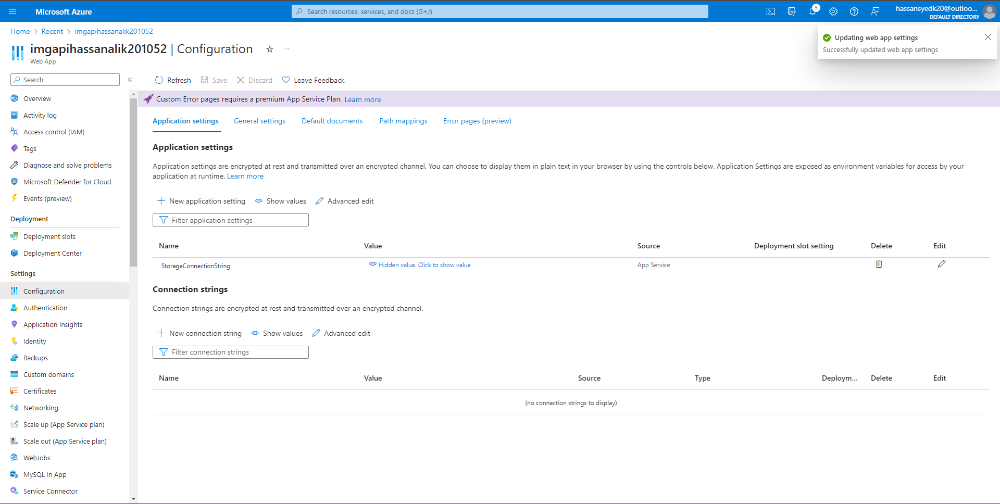 Microsoft Azure
Search resources, services, and docs (G+/)
5
hassansyedk20@outloo...
DEFAULT DIRECTORY
Home > Recent > imgapihassanalik201052
Updating web app settings
Successfully updated web app settings
imgapihassanalik201052 | Configuration
Web App
Search
Refresh Save Discard Leave Feedback
Custom Error pages requires a premium App Service Plan. Learn more
Overview
Activity log
Access control (IAM)
Tags
Diagnose and solve problems
Microsoft Defender for Cloud
Events (preview)
Deployment
Deployment slots
Deployment Center
Settings
Configuration
Authentication
Application Insights
Identity
Backups
Custom domains
Certificates
Networking
Scale up (App Service plan)
Scale out (App Service plan)
WebJobs
MySQL In App
Service Connector
Application settings General settings Default documents Path mappings Error pages (preview)
Application settings
Application settings are encrypted at rest and transmitted over an encrypted channel. You can choose to display them in plain text in your browser by using the controls below. Application Settings are exposed as environment variables for access by your
application at runtime. Learn more
New application setting Show values Advanced edit
Filter application settings
Name Value Source Deployment slot setting Delete Edit
StorageConnectionString Hidden value. Click to show value App Service
Connection strings
Connection strings are encrypted at rest and transmitted over an encrypted channel.
New connection string Show values Advanced edit
Filter connection strings
Name Value Source Type Deploym... Delete Edit
(no connection strings to display)